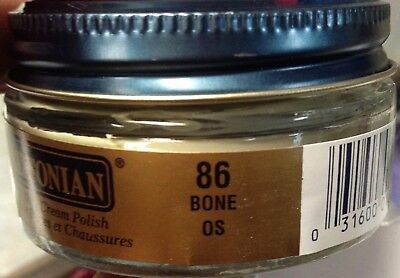 ONIAN®
Cream Polish
et Chaussures
86
BONE
OS
0 31600